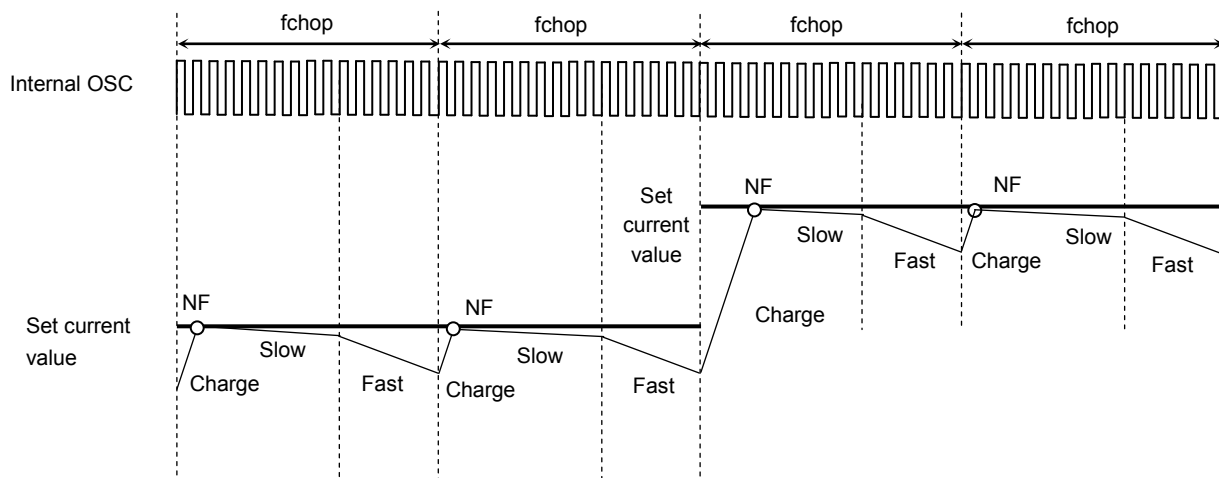 fchop
fchop
fchop
fchop
Internal OSC
NF
NF
Set
current
value
Slow
Slow
Fast
Charge
Fast
NF
NF
Charge
Set current
value
Slow
Slow
Charge
Fast
Charge
Fast